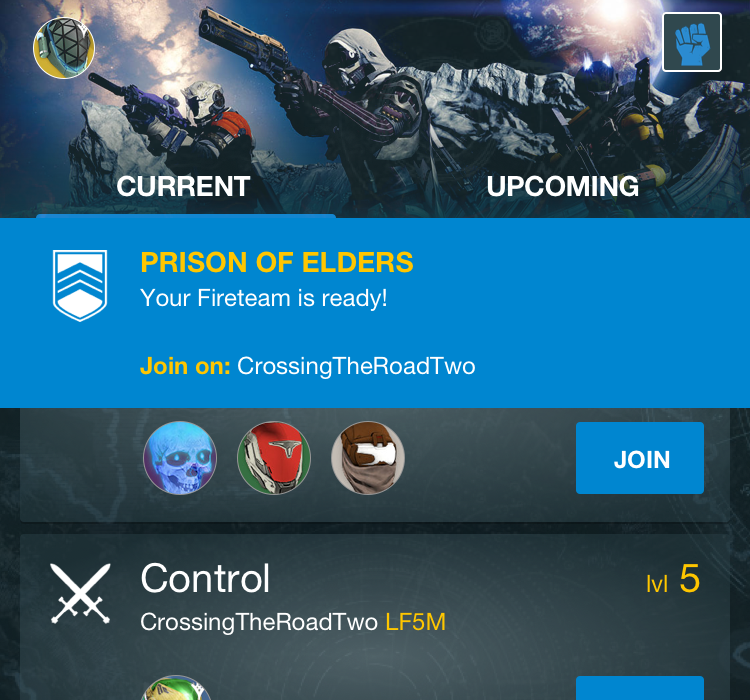 CURRENT
UPCOMING
PRISON OF ELDERS
Your Fireteam is ready!
Join on: CrossingTheRoadTwo
JOIN
Control
lvl 5
CrossingTheRoadTwo LF5M